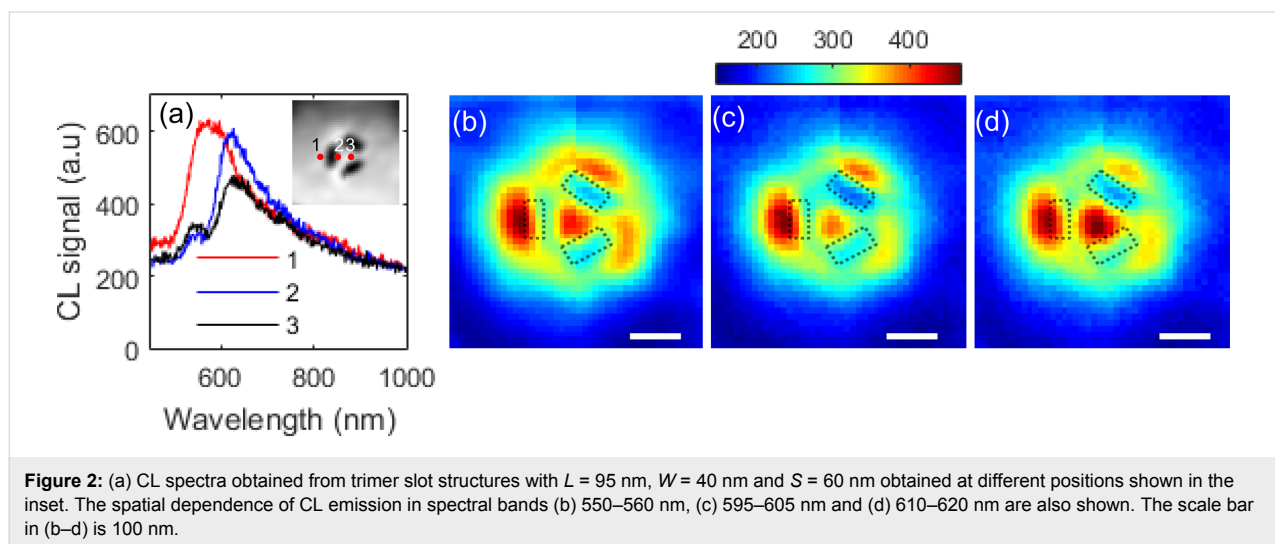 200 300 400
(a)
(b)
(c)
(d)
600
400
200
0
CL signal (a.u)
1 2 3
1
2
3
600 800 1000
Wavelength (nm)
Figure 2: (a) CL spectra obtained from trimer slot structures with L = 95 nm, W = 40 nm and S = 60 nm obtained at different positions shown in the
inset. The spatial dependence of CL emission in spectral bands (b) 550–560 nm, (c) 595–605 nm and (d) 610–620 nm are also shown. The scale bar
in (b–d) is 100 nm.